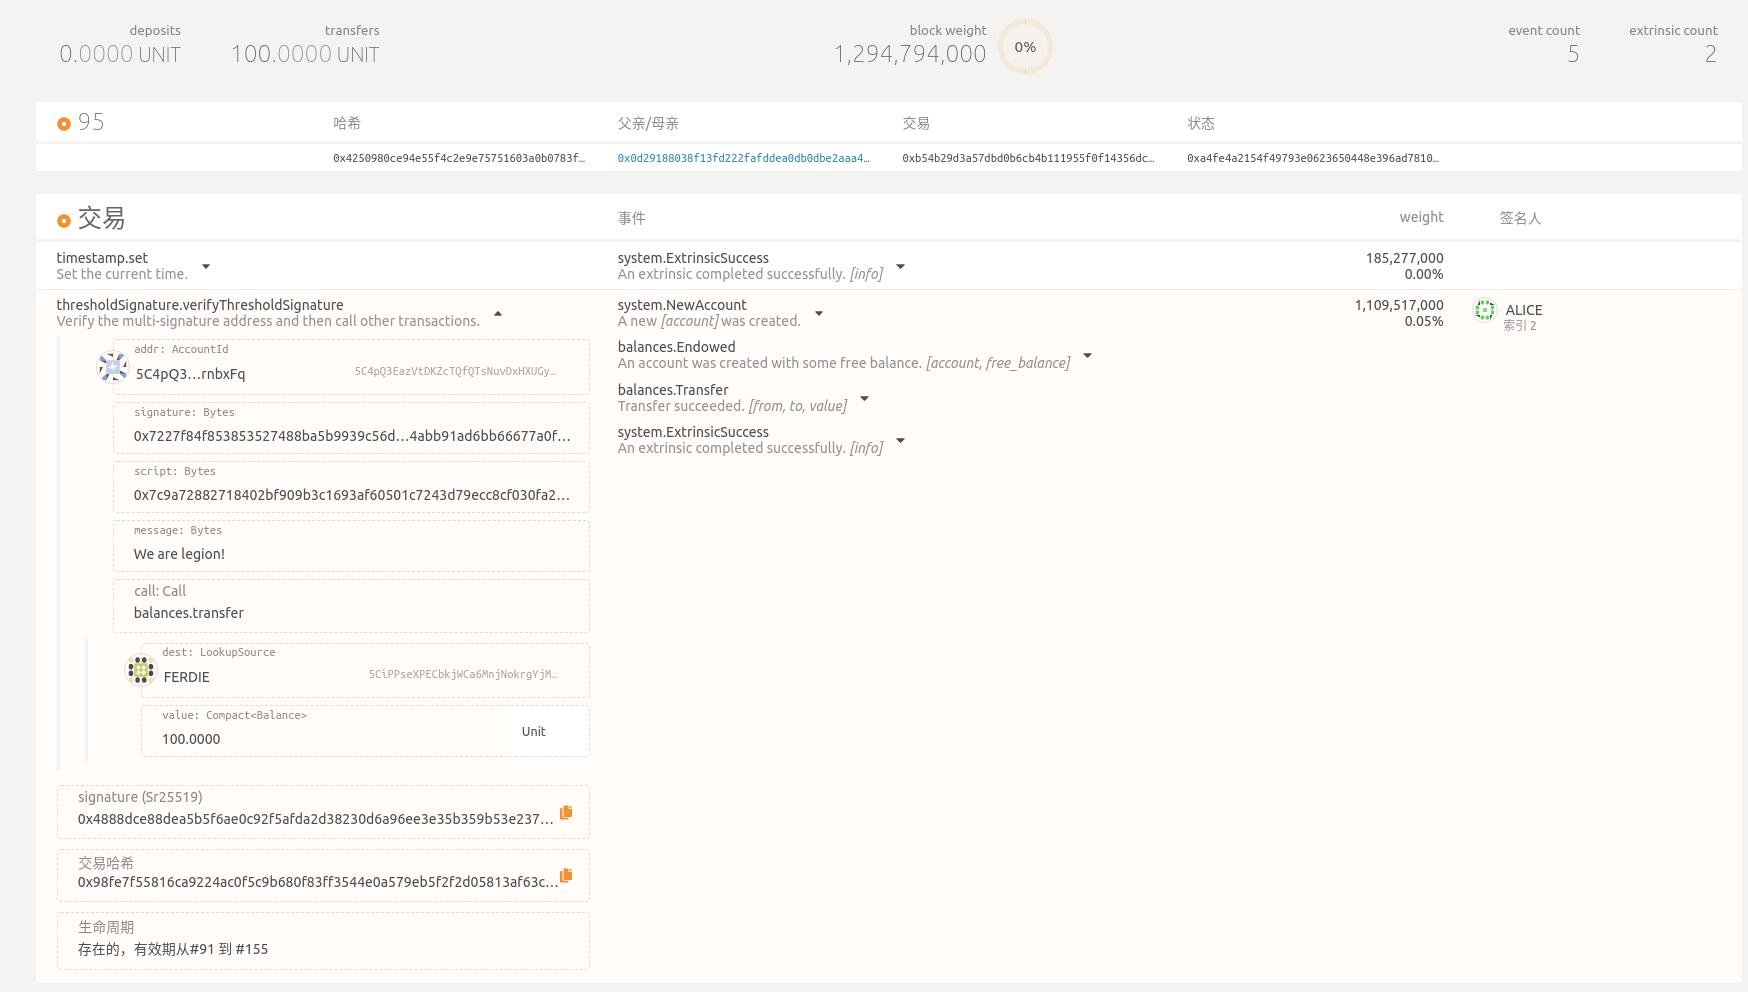 deposits
0.0000 UNIT
transfers
100.0000 UNIT
block weight
1,294,794,000
0%
event count
5
extrinsic count
2
95 哈希 父亲/母亲 交易 状态
0x4250980ce94e55f4c2e9e75751603a0b0783f… 0x0d29188038f13fd222fafddea0db0dbe2aaa4… 0xb54b29d3a57dbd0b6cb4b111955f0f14356dc… 0xa4fe4a2154f49793e0623650448e396ad7810…
交易 事件 weight 签名人
timestamp.set
Set the current time.
system.ExtrinsicSuccess
An extrinsic completed successfully. [info]
185,277,000
0.00%
thresholdSignature.verifyThresholdSignature
Verify the multi-signature address and then call other transactions.
addr: AccountId
5C4pQ3…rnbxFq 5C4pQ3EazVtDKZcTQfQTsNuvDxHXUGy…
signature: Bytes
0x7227f84f853853527488ba5b9939c56d…4abb91ad6bb66677a0f…
script: Bytes
0x7c9a72882718402bf909b3c1693af60501c7243d79ecc8cf030fa2…
message: Bytes
We are legion!
call: Call
balances.transfer
dest: LookupSource
FERDIE 5CiPPseXPECbkjWCa6MnjNokrgYjM…
value: Compact<Balance>
100.0000 Unit
signature (Sr25519)
0x4888dce88dea5b5f6ae0c92f5afda2d38230d6a96ee3e35b359b53e237…
交易哈希
0x98fe7f55816ca9224ac0f5c9b680f83ff3544e0a579eb5f2f2d05813af63c…
生命周期
存在的，有效期从#91 到 #155
system.NewAccount
A new [account] was created.
balances.Endowed
An account was created with some free balance. [account, free_balance]
balances.Transfer
Transfer succeeded. [from, to, value]
system.ExtrinsicSuccess
An extrinsic completed successfully. [info]
1,109,517,000
0.05%
ALICE
索引 2